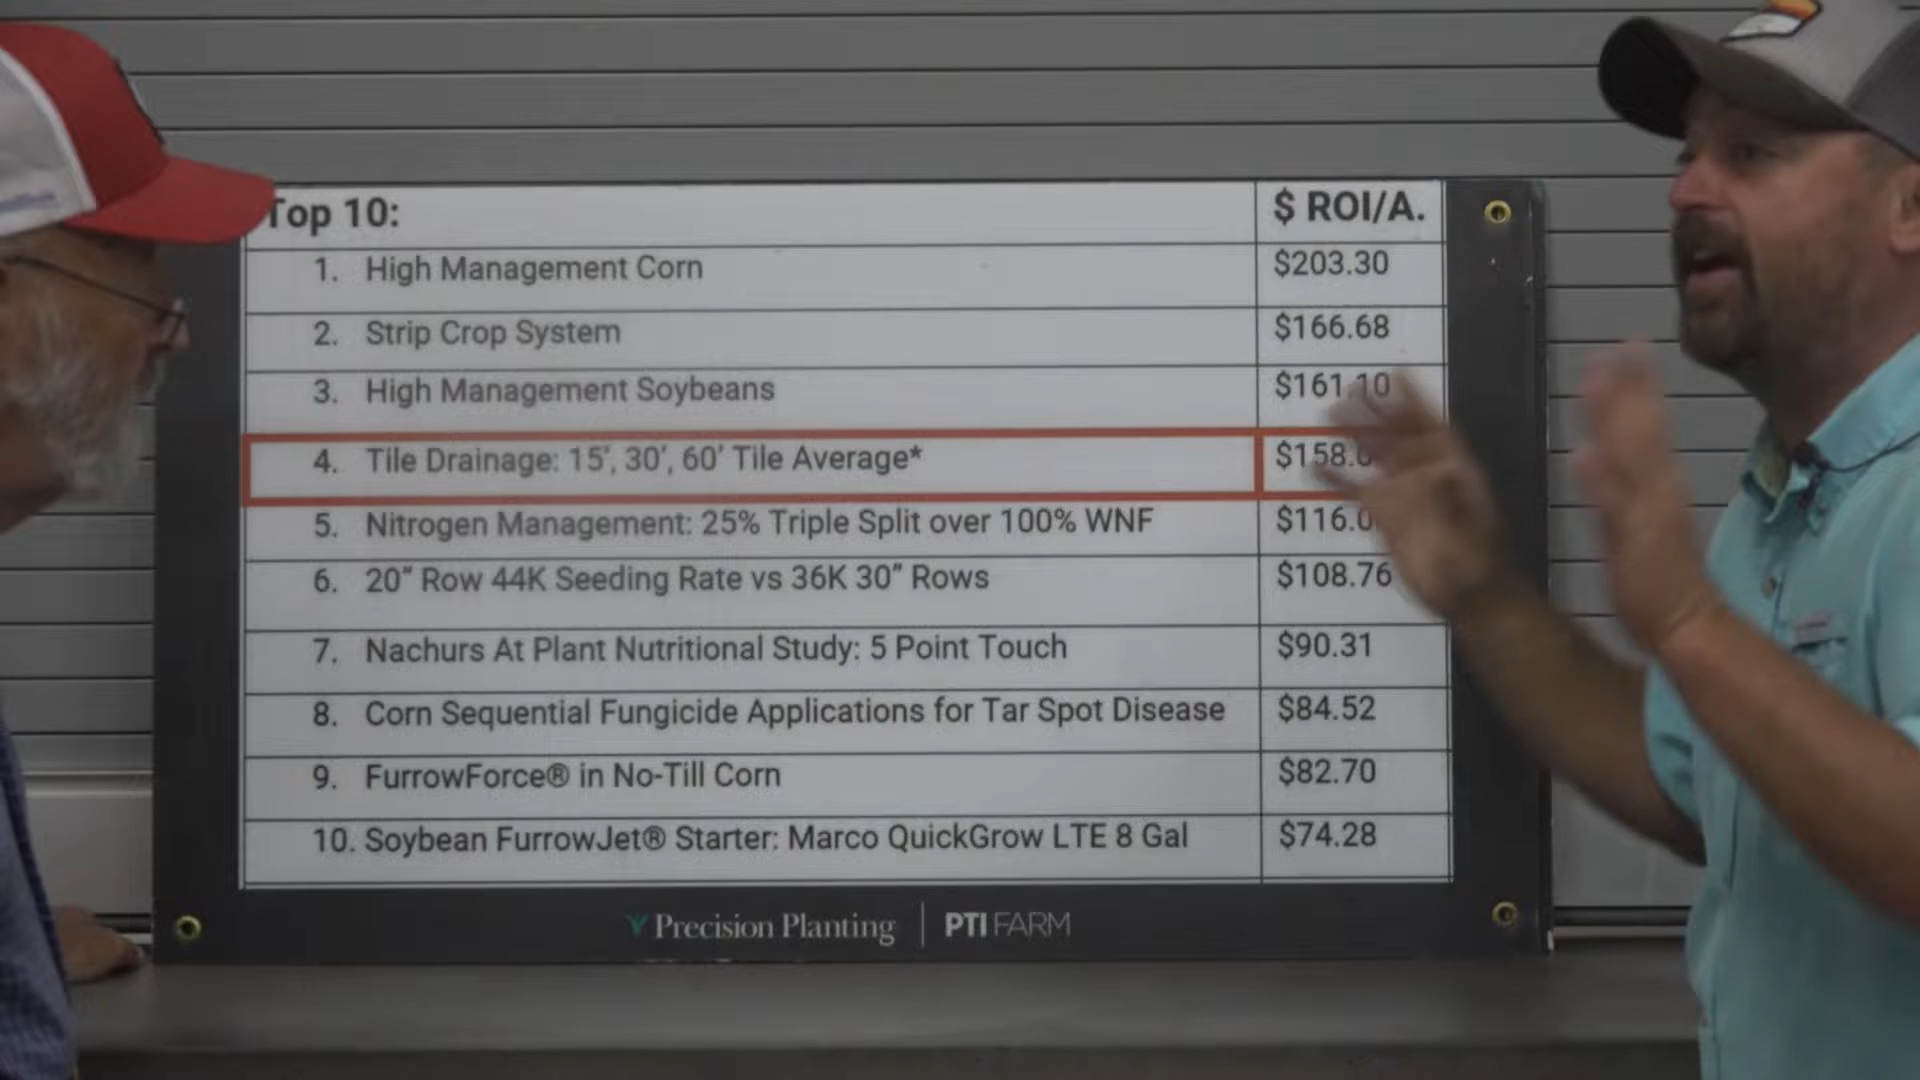 Top 10: $ ROI/A.
1. High Management Corn $203.30
2. Strip Crop System $166.68
3. High Management Soybeans $161.10
4. Tile Drainage: 15', 30', 60' Tile Average*
5. Nitrogen Management: 25% Triple Split over 100% WNF
6. 20” Row 44K Seeding Rate vs 36K 30” Rows $108.76
7. Nachurs At Plant Nutritional Study: 5 Point Touch $90.31
8. Corn Sequential Fungicide Applications for Tar Spot Disease $84.52
9. FurrowForce® in No-Till Corn $82.70
10. Soybean FurrowJet® Starter: Marco QuickGrow LTE 8 Gal $74.28
Precision Planting | PTI FARM